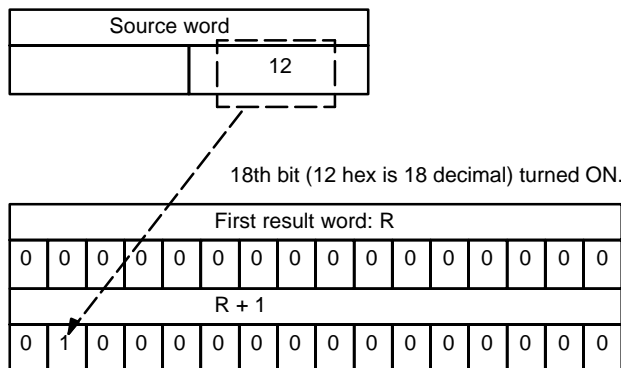 Source word
12
18th bit (12 hex is 18 decimal) turned ON.
First result word: R
0 0 0 0 0 0 0 0 0 0 0 0 0 0 0 0
R + 1
0 1 0 0 0 0 0 0 0 0 0 0 0 0 0 0